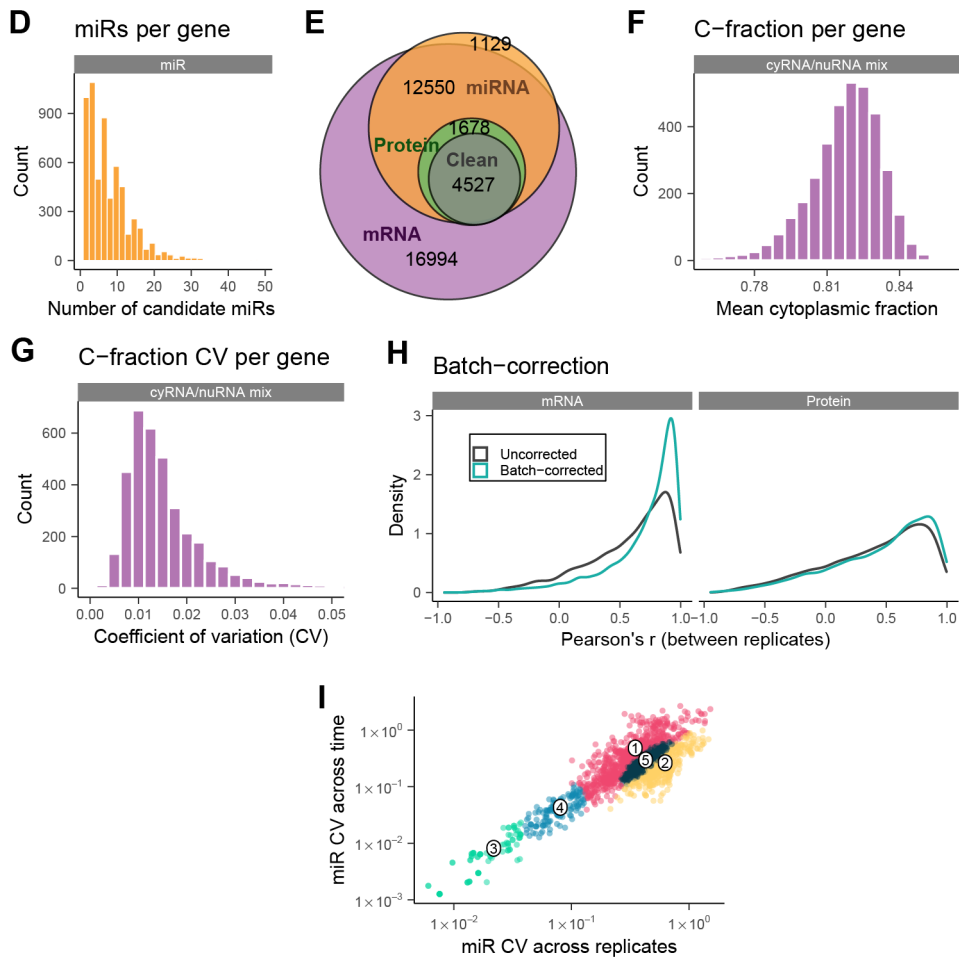 D miRs per gene
miR
Count
900
600
300
0
0 10 20 30 40 50
Number of candidate miRs
E
1129
12550 miRNA
1678
Protein
Clean
4527
mRNA
16994
F C−fraction per gene
cyRNA/nuRNA mix
Count
400
200
0
0.78 0.81 0.84
Mean cytoplasmic fraction
G C−fraction CV per gene
cyRNA/nuRNA mix
Count
600
400
200
0
0.00 0.01 0.02 0.03 0.04 0.05
Coefficient of variation (CV)
H Batch−correction
mRNA Protein
Density
3
2
1
0
Uncorrected
Batch−corrected
−1.0 −0.5 0.0 0.5 1.0 −1.0 −0.5 0.0 0.5 1.0
Pearson's r (between replicates)
I
miR CV across time
1×10⁰
1×10⁻¹
1×10⁻²
1×10⁻³
1
5
2
4
3
1×10⁻² 1×10⁻¹ 1×10⁰
miR CV across replicates